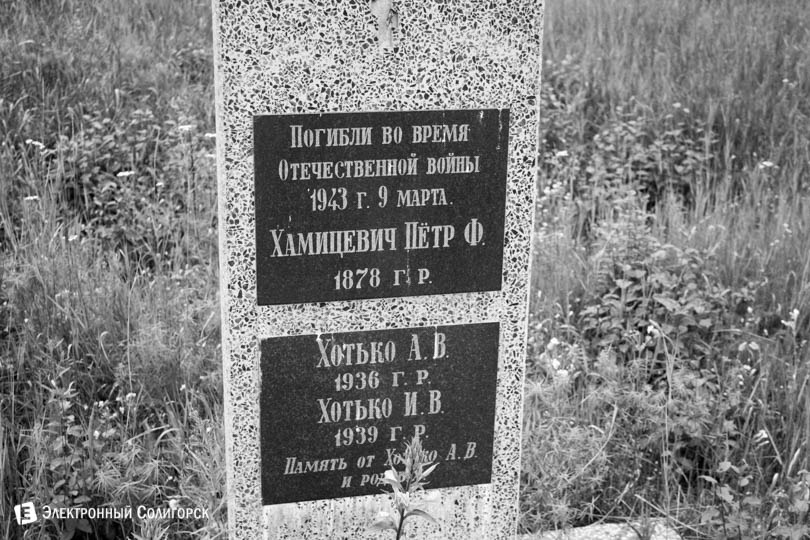 Погибли во время
Отечественной войны
1943 г. 9 марта.
Хамицевич Пётр Ф.
1878 г. р.
Хотько А. В.
1936 г. р.
Хотько И. В.
1939 г. р.
Память от Хотько А. В.
и
Электронный Солигорск